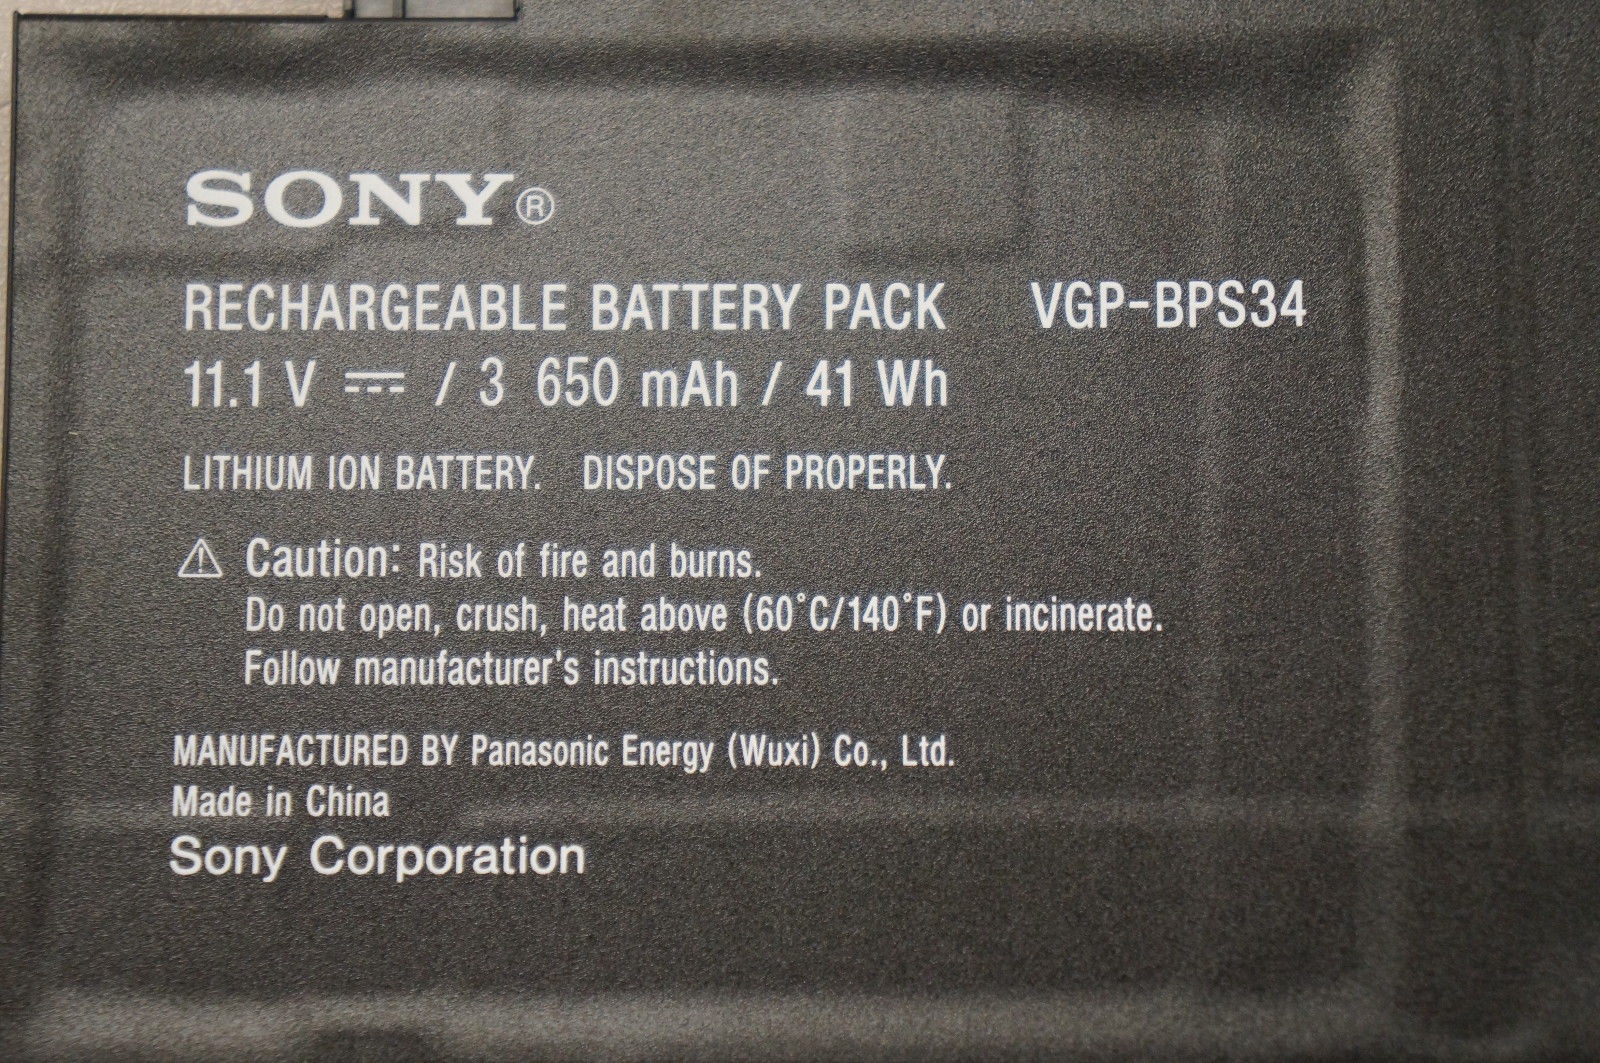 SONY®
RECHARGEABLE BATTERY PACK VGP-BPS34
11.1 V ⎓ / 3 650 mAh / 41 Wh
LITHIUM ION BATTERY. DISPOSE OF PROPERLY.
⚠ Caution: Risk of fire and burns.
Do not open, crush, heat above (60˚C/140˚F) or incinerate.
Follow manufacturer's instructions.
MANUFACTURED BY Panasonic Energy (Wuxi) Co., Ltd.
Made in China
Sony Corporation